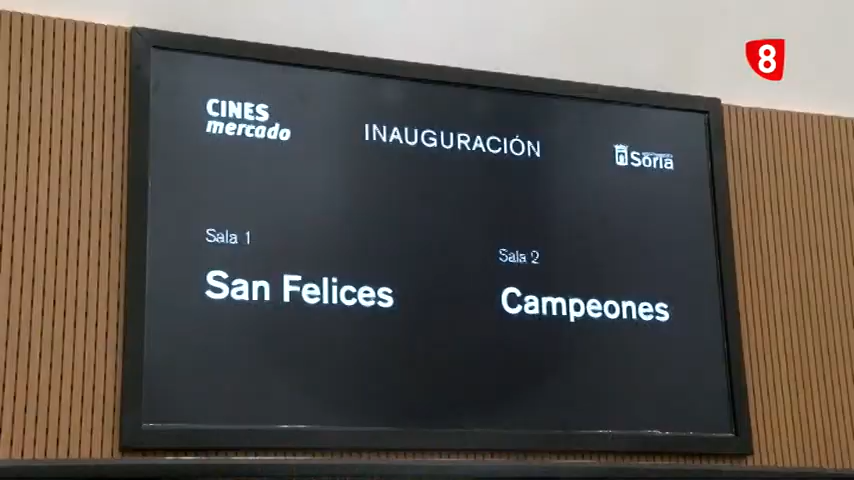 8
CINES
mercado
INAUGURACIÓN
Soria
Sala 1
San Felices
Sala 2
Campeones